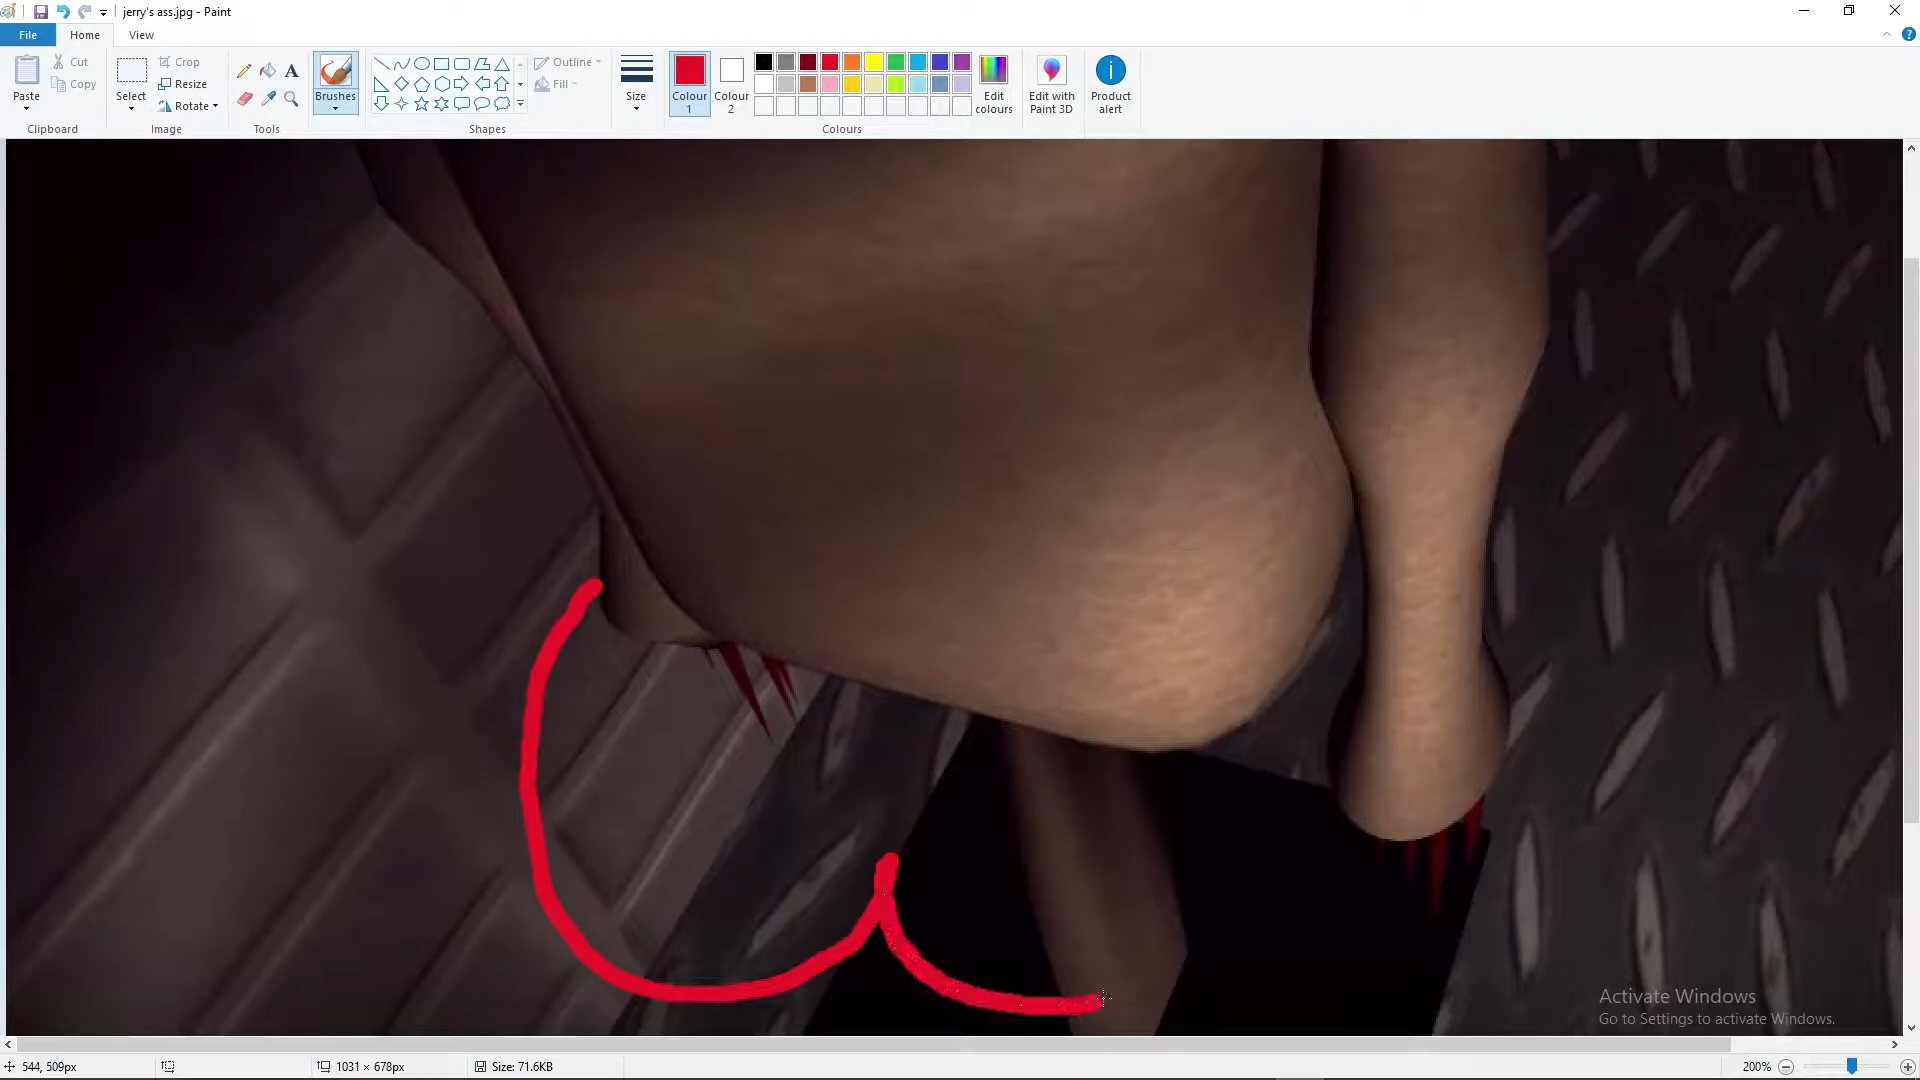 jerry's ass.jpg - Paint
File
Home
View
Paste
Cut
Copy
Clipboard
Select
Crop
Resize
Rotate
Image
A
Tools
Brushes
Outline
Fill
Shapes
Size
Colour
1
Colour
2
Edit
colours
Colours
Edit with
Paint 3D
Product
alert
Activate Windows
Go to Settings to activate Windows.
544, 509px
1031 × 678px
Size: 71.6KB
200%